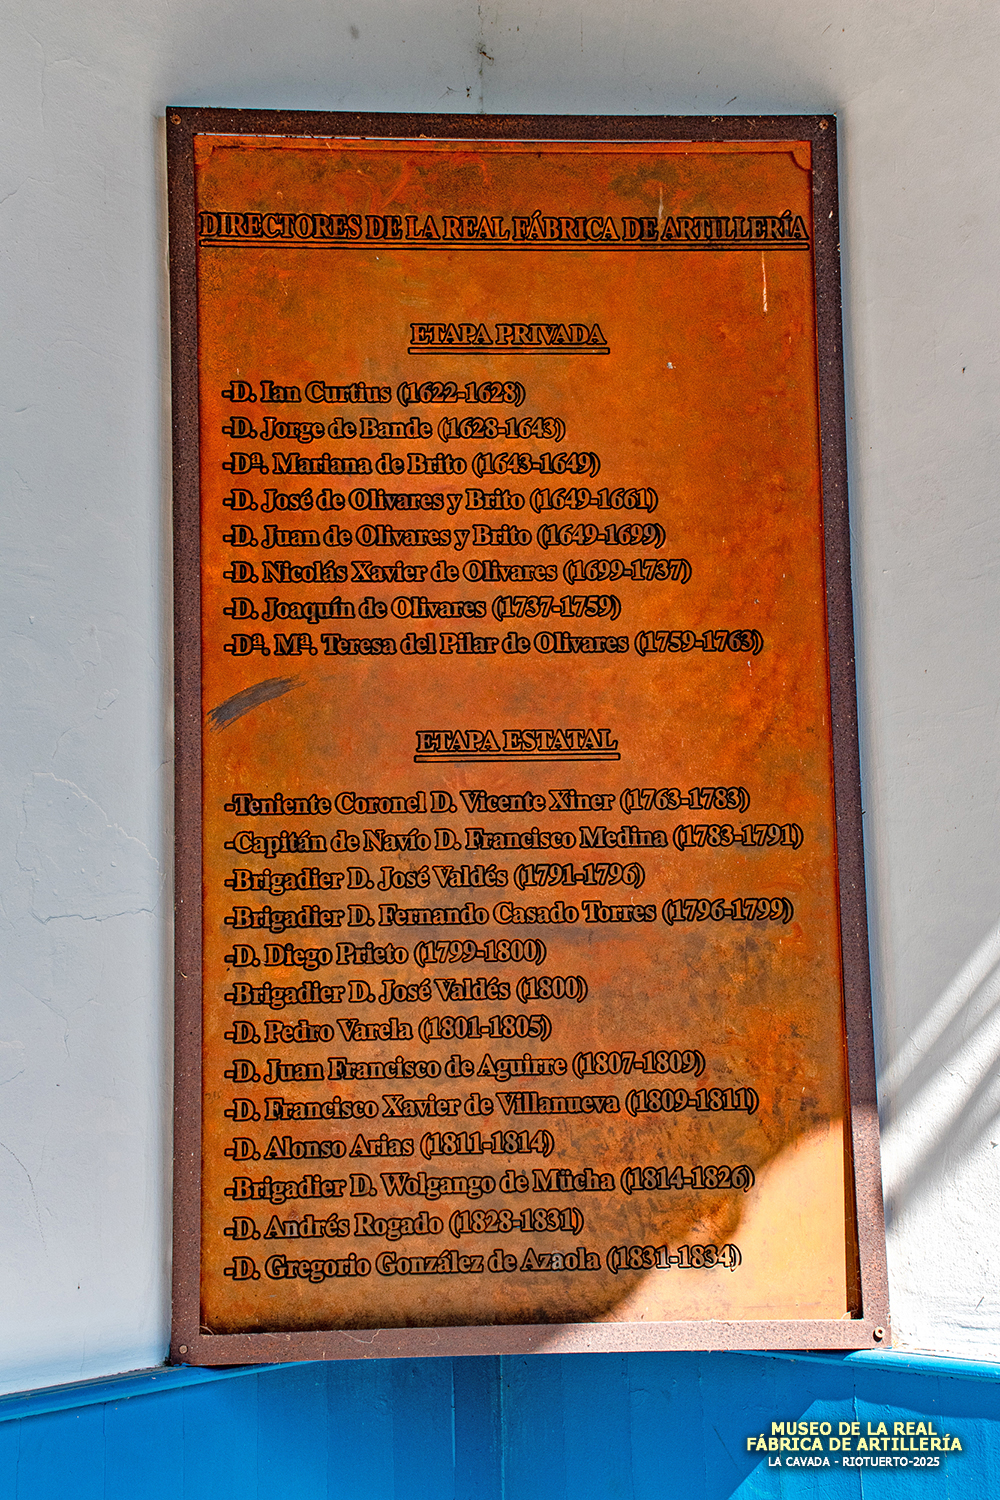 DIRECTORES DE LA REAL FÁBRICA DE ARTILLERÍA
ETAPA PRIVADA
-D. Ian Curtius (1622-1628)
-D. Jorge de Bande (1628-1643)
-Dª. Mariana de Brito (1643-1649)
-D. José de Olivares y Brito (1649-1661)
-D. Juan de Olivares y Brito (1649-1699)
-D. Nicolás Xavier de Olivares (1699-1737)
-D. Joaquín de Olivares (1737-1759)
-Dª. Mª. Teresa del Pilar de Olivares (1759-1763)
ETAPA ESTATAL
-Teniente Coronel D. Vicente Xiner (1763-1783)
-Capitán de Navío D. Francisco Medina (1783-1791)
-Brigadier D. José Valdés (1791-1796)
-Brigadier D. Fernando Casado Torres (1796-1799)
-D. Diego Prieto (1799-1800)
-Brigadier D. José Valdés (1800)
-D. Pedro Varela (1801-1805)
-D. Juan Francisco de Aguirre (1807-1809)
-D. Francisco Xavier de Villanueva (1809-1811)
-D. Alonso Arias (1811-1814)
-Brigadier D. Wolgango de Mücha (1814-1826)
-D. Andrés Rogado (1828-1831)
-D. Gregorio González de Azaola (1831-1834)
MUSEO DE LA REAL
FÁBRICA DE ARTILLERÍA
LA CAVADA - RIOTUERTO-2025